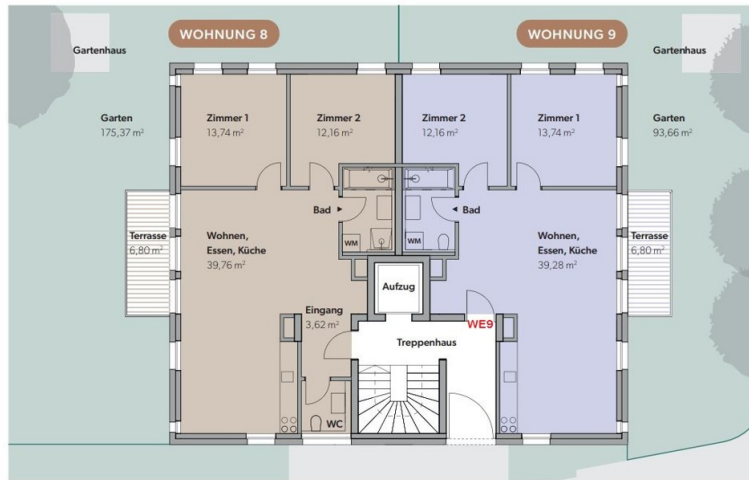 WOHNUNG 8
WOHNUNG 9
Gartenhaus
Gartenhaus
Garten
175,37 m²
Zimmer 1
13,74 m²
Zimmer 2
12,16 m²
Zimmer 2
12,16 m²
Zimmer 1
13,74 m²
Garten
93,66 m²
Bad
Bad
Terrasse
6,80 m²
Wohnen,
Essen, Küche
39,76 m²
WM
WM
Wohnen,
Essen, Küche
39,28 m²
Terrasse
6,80 m²
Aufzug
Eingang
3,62 m²
WE9
Treppenhaus
WC